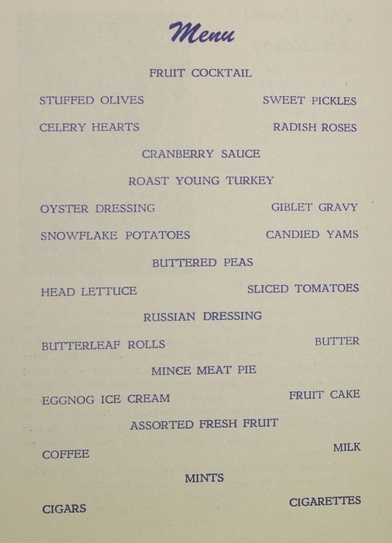 Menu
FRUIT COCKTAIL
STUFFED OLIVES SWEET PICKLES
CELERY HEARTS RADISH ROSES
CRANBERRY SAUCE
ROAST YOUNG TURKEY
OYSTER DRESSING GIBLET GRAVY
SNOWFLAKE POTATOES CANDIED YAMS
BUTTERED PEAS
HEAD LETTUCE SLICED TOMATOES
RUSSIAN DRESSING
BUTTERLEAF ROLLS BUTTER
MINCE MEAT PIE
EGGNOG ICE CREAM FRUIT CAKE
ASSORTED FRESH FRUIT
COFFEE MILK
MINTS
CIGARS CIGARETTES